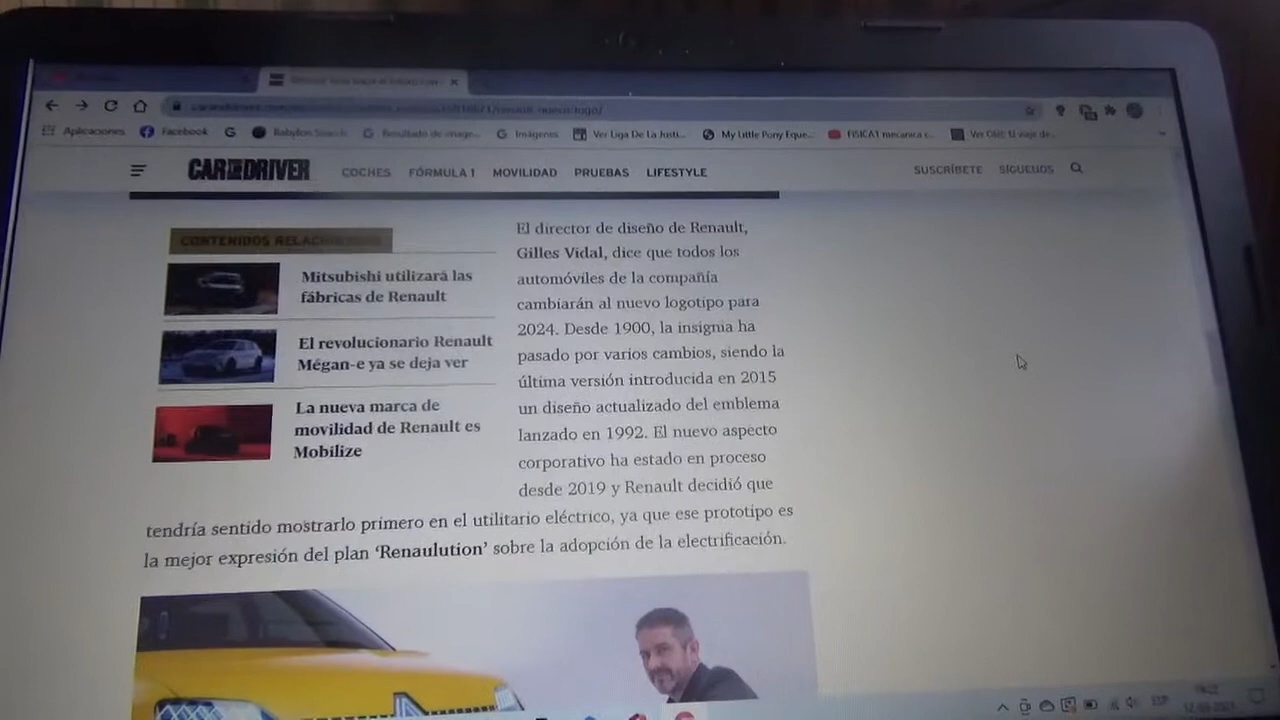 Aplicaciones Facebook Imágenes Ver Liga De La Justi... My Little Pony Eque... FISICA1 mecanica c... Ver Olé: El viaje de...
CAR AND DRIVER COCHES FÓRMULA 1 MOVILIDAD PRUEBAS LIFESTYLE SUSCRÍBETE SÍGUENOS
CONTENIDOS RELACIONADOS
Mitsubishi utilizará las
fábricas de Renault
El revolucionario Renault
Mégan-e ya se deja ver
La nueva marca de
movilidad de Renault es
Mobilize
El director de diseño de Renault,
Gilles Vidal, dice que todos los
automóviles de la compañía
cambiarán al nuevo logotipo para
2024. Desde 1900, la insignia ha
pasado por varios cambios, siendo la
última versión introducida en 2015
un diseño actualizado del emblema
lanzado en 1992. El nuevo aspecto
corporativo ha estado en proceso
desde 2019 y Renault decidió que
tendría sentido mostrarlo primero en el utilitario eléctrico, ya que ese prototipo es
la mejor expresión del plan ‘Renaulution’ sobre la adopción de la electrificación.
ESP